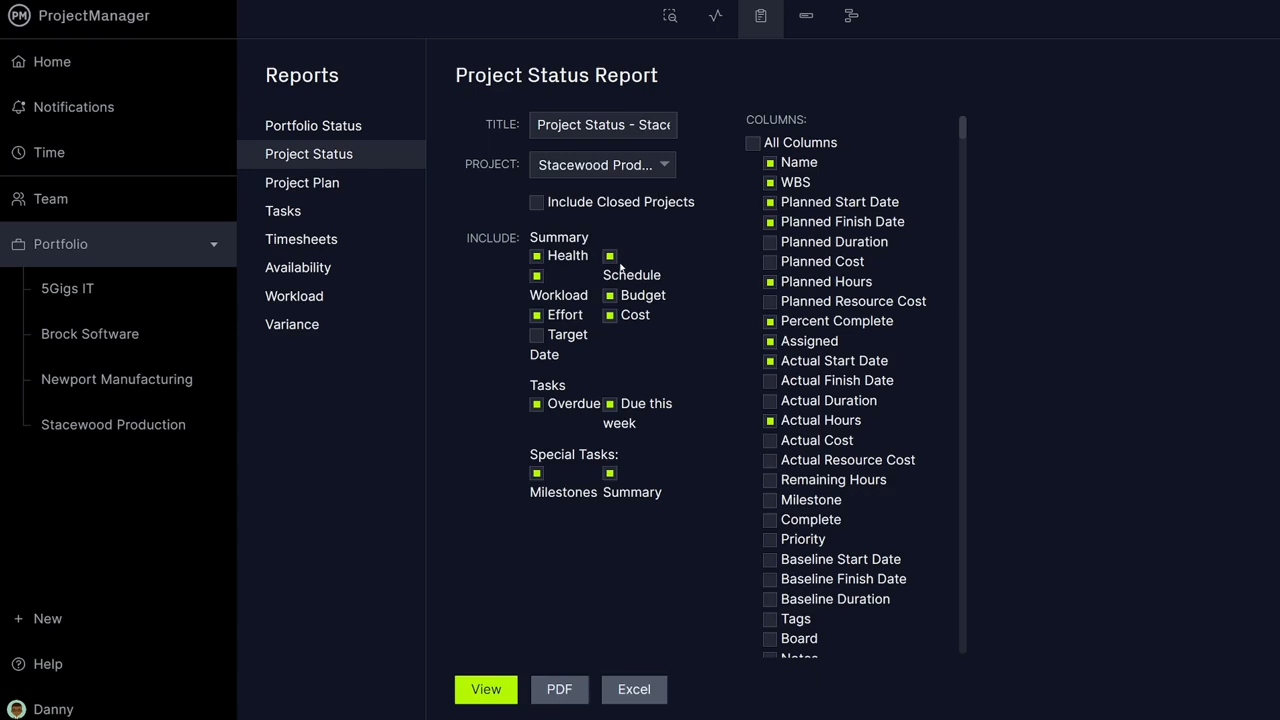 PM ProjectManager
Home
Notifications
Time
Team
Portfolio
5Gigs IT
Brock Software
Newport Manufacturing
Stacewood Production
+ New
Help
Danny
Reports
Portfolio Status
Project Status
Project Plan
Tasks
Timesheets
Availability
Workload
Variance
Project Status Report
TITLE: Project Status - Stace
PROJECT: Stacewood Prod...
Include Closed Projects
INCLUDE: Summary
Health
Schedule
Workload Budget
Effort Cost
Target
Date
Tasks
Overdue Due this
week
Special Tasks:
Milestones Summary
View PDF Excel
COLUMNS:
All Columns
Name
WBS
Planned Start Date
Planned Finish Date
Planned Duration
Planned Cost
Planned Hours
Planned Resource Cost
Percent Complete
Assigned
Actual Start Date
Actual Finish Date
Actual Duration
Actual Hours
Actual Cost
Actual Resource Cost
Remaining Hours
Milestone
Complete
Priority
Baseline Start Date
Baseline Finish Date
Baseline Duration
Tags
Board
Notes